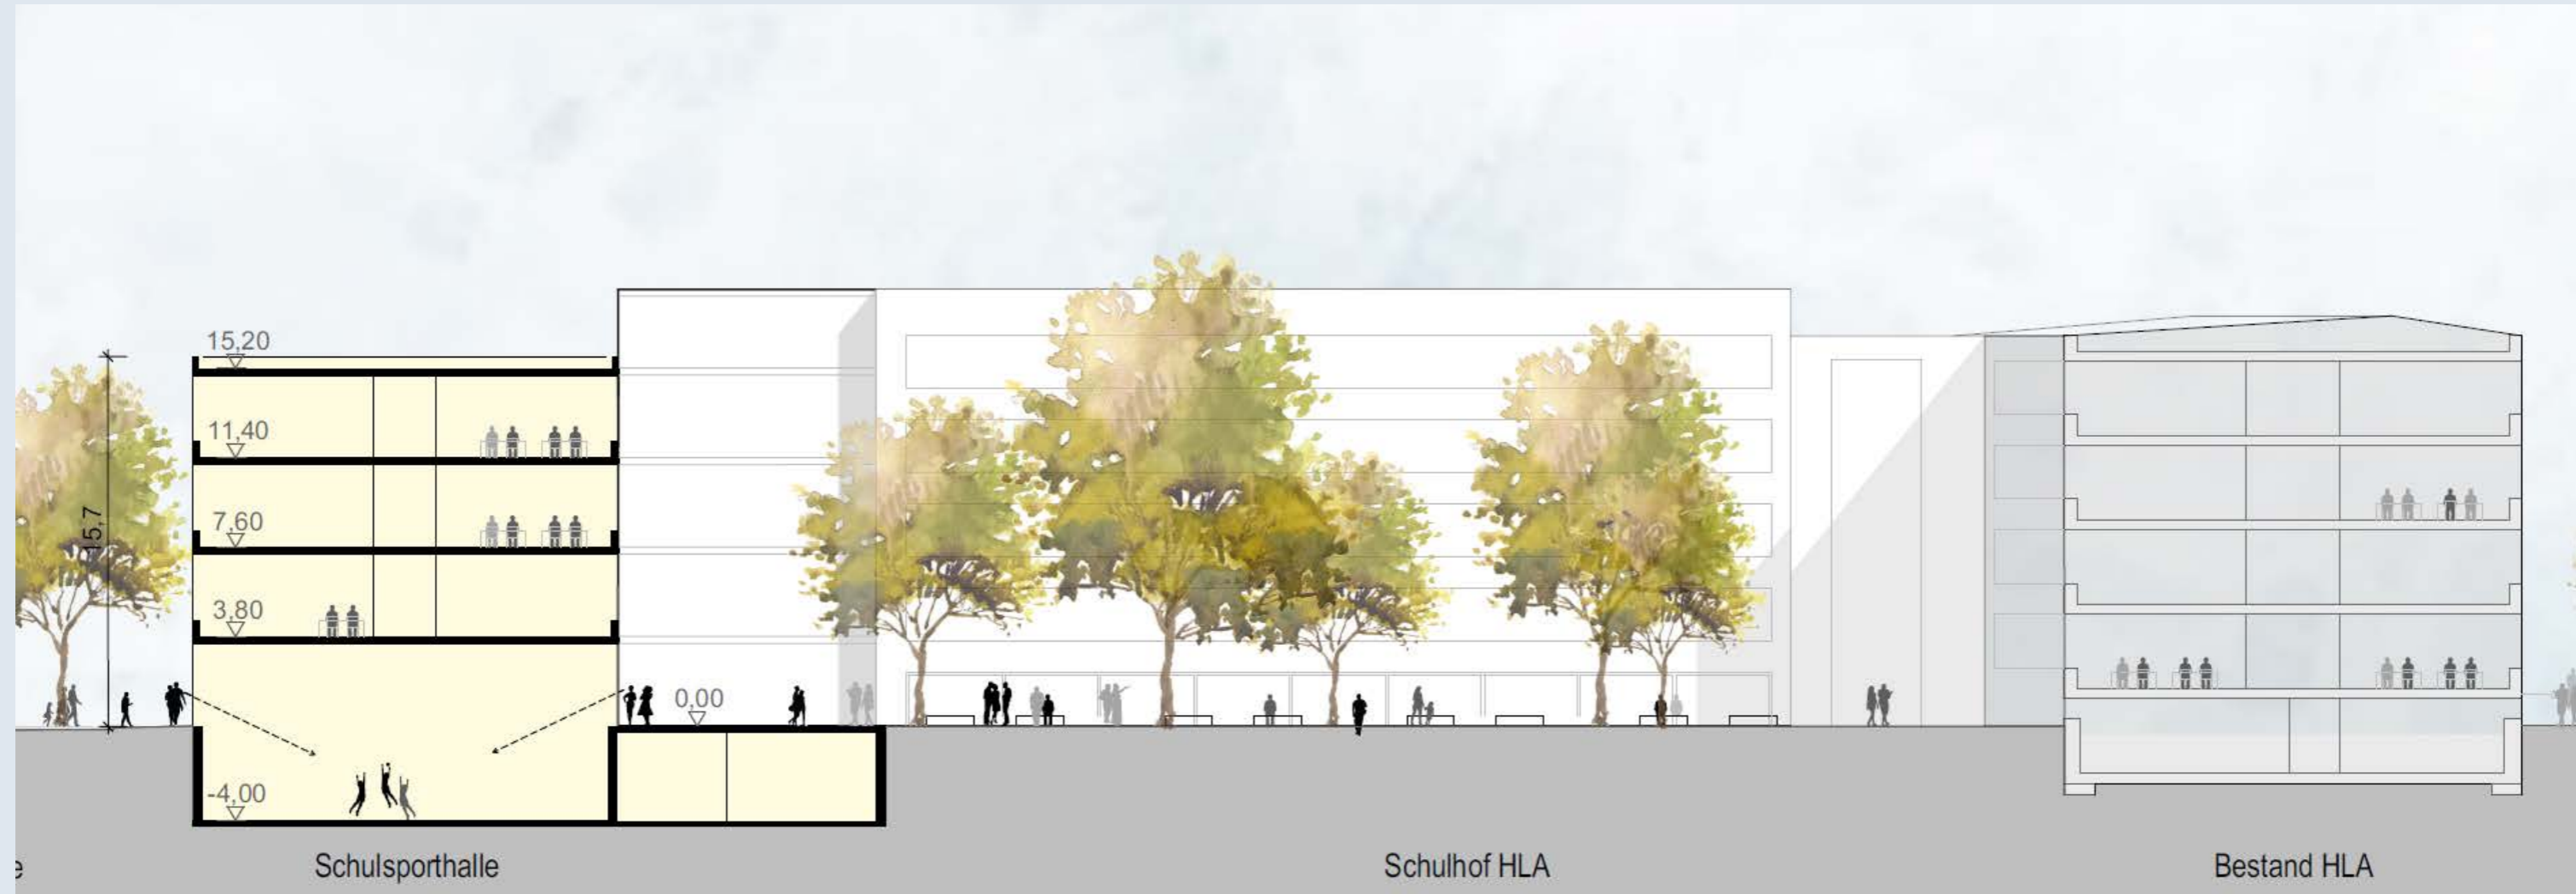 15,20
11,40
7,60
15,7
3,80
0,00
-4,00
e
Schulsporthalle
Schulhof HLA
Bestand HLA